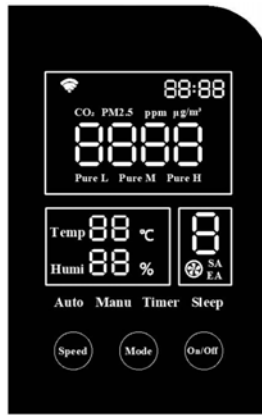 88:88
CO₂ PM2.5 ppm µg/m³
8888
Pure L Pure M Pure H
Temp 88 ℃
Humi 88 %
8
SA
EA
Auto Manu Timer Sleep
Speed Mode On/Off